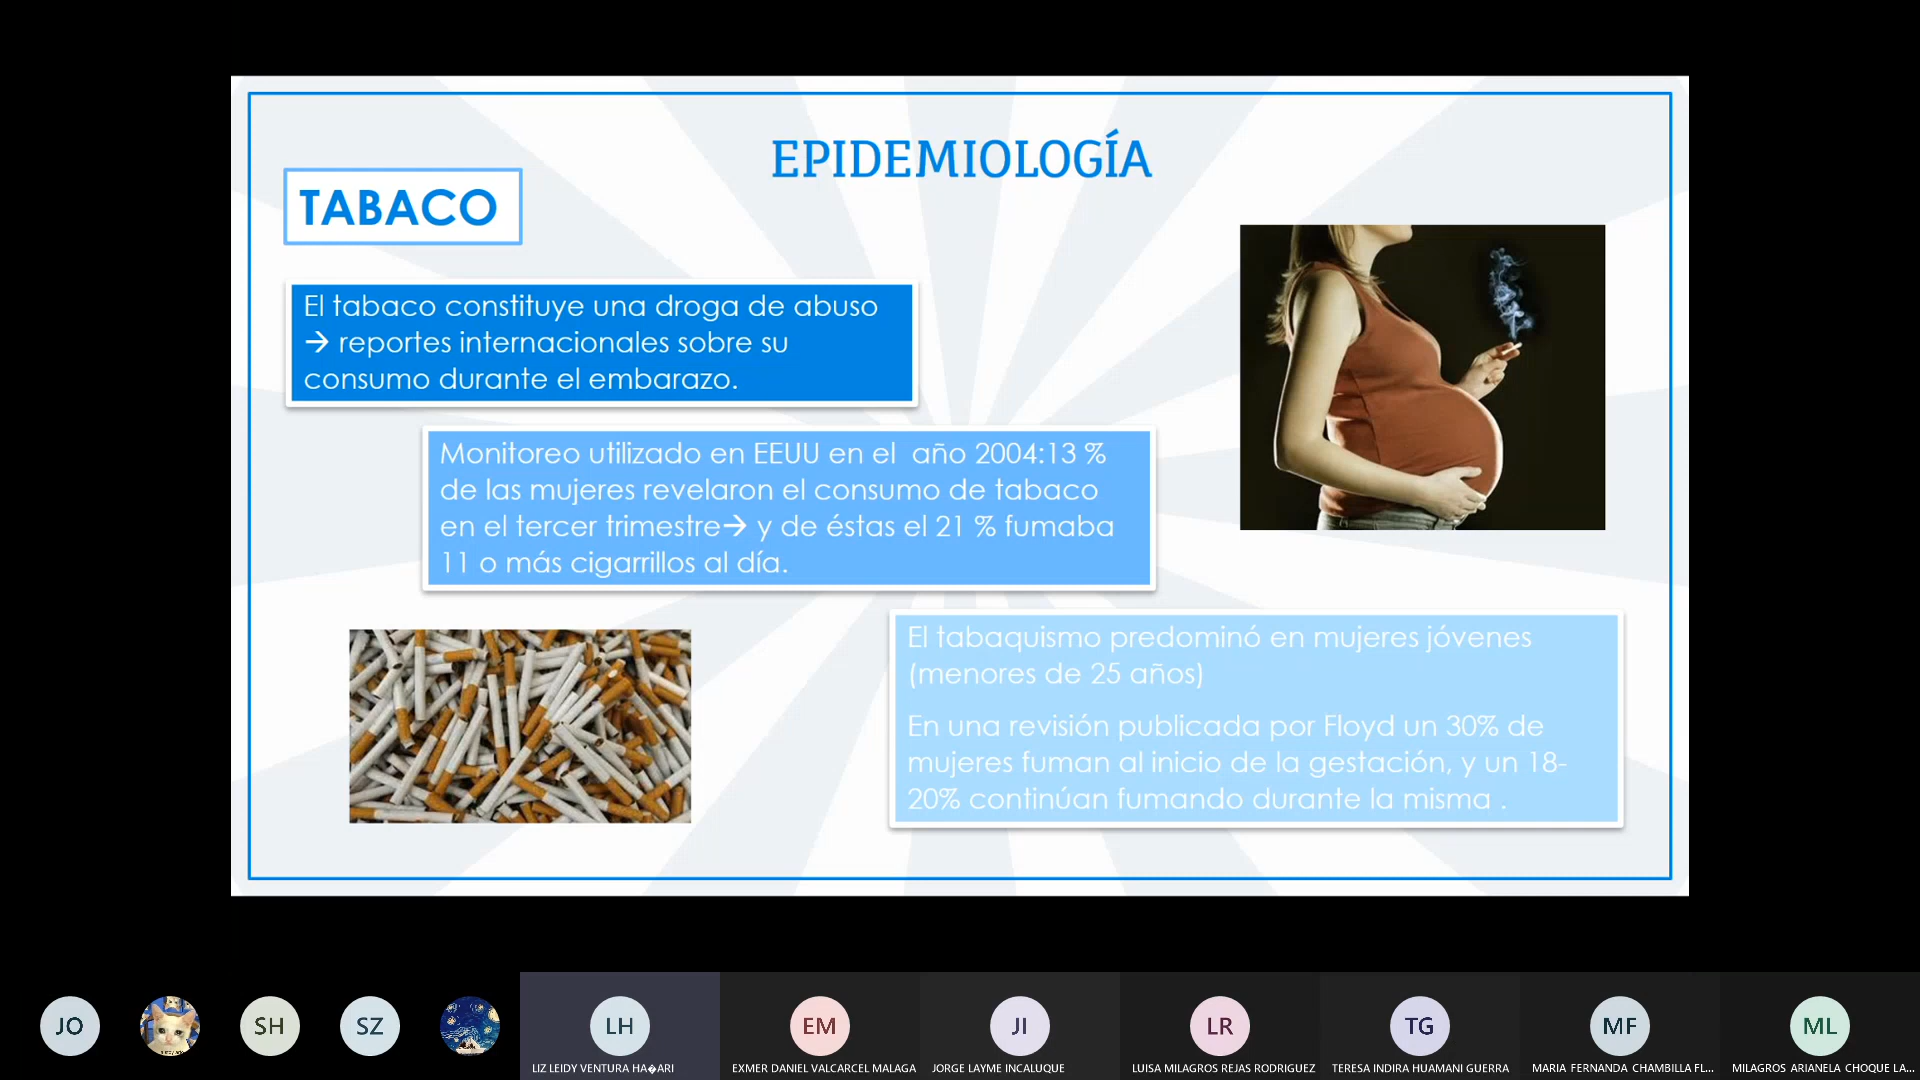 EPIDEMIOLOGÍA
TABACO
El tabaco constituye una droga de abuso
→ reportes internacionales sobre su
consumo durante el embarazo.
Monitoreo utilizado en EEUU en el  año 2004:13 %
de las mujeres revelaron el consumo de tabaco
en el tercer trimestre→ y de éstas el 21 % fumaba
11 o más cigarrillos al día.
El tabaquismo predominó en mujeres jóvenes
(menores de 25 años)
En una revisión publicada por Floyd un 30% de
mujeres fuman al inicio de la gestación, y un 18-
20% continúan fumando durante la misma .
JO
SH
SZ
LH
EM
JI
LR
TG
MF
ML
LIZ LEIDY VENTURA HA�ARI
EXMER DANIEL VALCARCEL MALAGA
JORGE LAYME INCALUQUE
LUISA MILAGROS REJAS RODRIGUEZ
TERESA INDIRA HUAMANI GUERRA
MARIA FERNANDA CHAMBILLA FL...
MILAGROS ARIANELA CHOQUE LA...